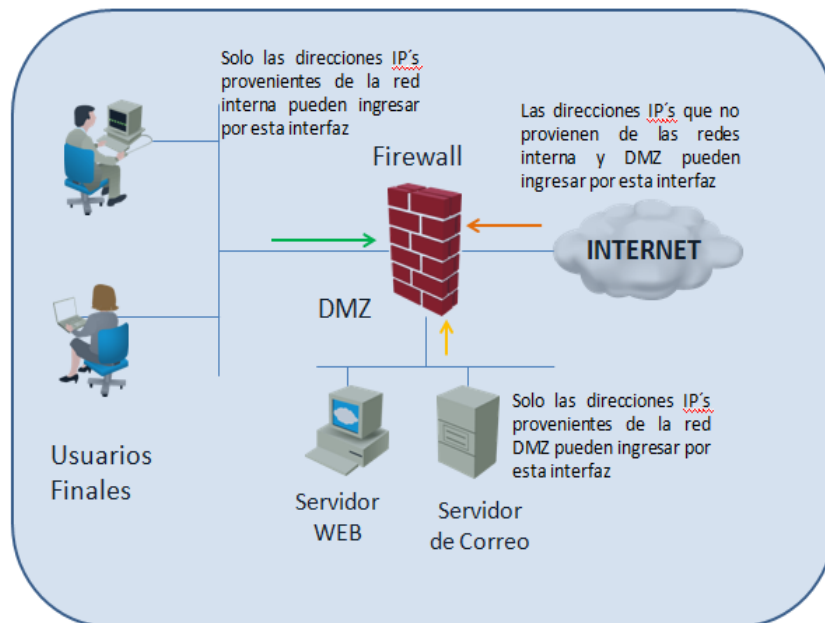 Solo las direcciones IP´s
provenientes de la red
interna pueden ingresar
por esta interfaz
Las direcciones IP´s que no
provienen de las redes
interna y DMZ pueden
ingresar por esta interfaz
Firewall
INTERNET
DMZ
Solo las direcciones IP´s
provenientes de la red
DMZ pueden ingresar por
esta interfaz
Usuarios
Finales
Servidor
WEB
Servidor
de Correo